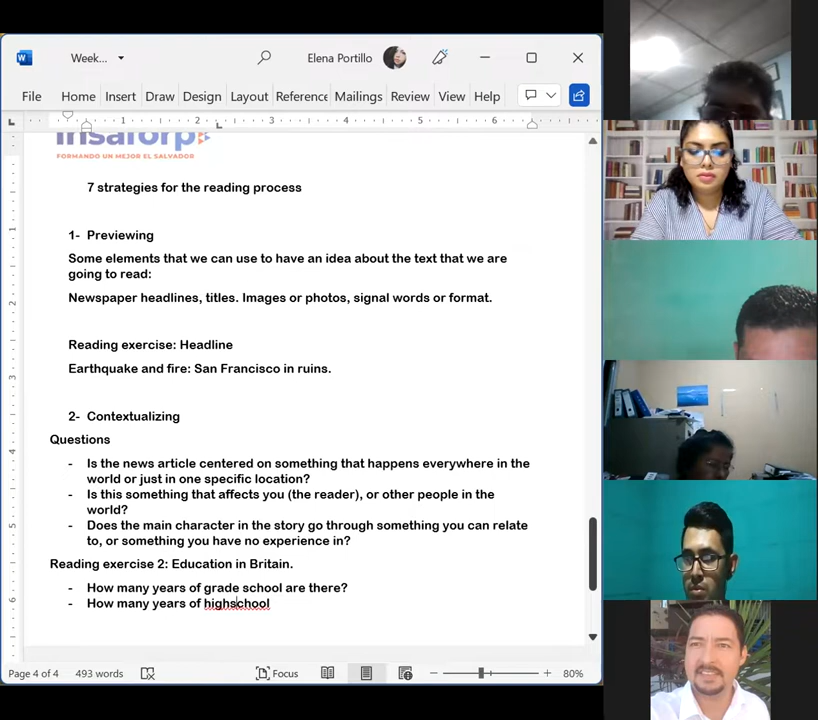 Week...
Elena Portillo
File Home Insert Draw Design Layout Reference Mailings Review View Help
1 2 3 4 5 6
insaforp
FORMANDO UN MEJOR EL SALVADOR
7 strategies for the reading process
1- Previewing
Some elements that we can use to have an idea about the text that we are
going to read:
Newspaper headlines, titles. Images or photos, signal words or format.
Reading exercise: Headline
Earthquake and fire: San Francisco in ruins.
2- Contextualizing
Questions
- Is the news article centered on something that happens everywhere in the
world or just in one specific location?
- Is this something that affects you (the reader), or other people in the
world?
- Does the main character in the story go through something you can relate
to, or something you have no experience in?
Reading exercise 2: Education in Britain.
- How many years of grade school are there?
- How many years of highschool
Page 4 of 4 493 words Focus 80%